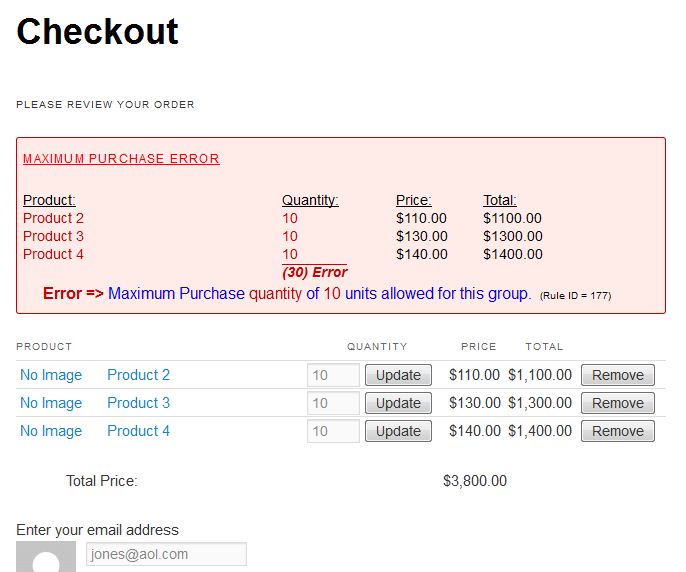 Checkout
PLEASE REVIEW YOUR ORDER
MAXIMUM PURCHASE ERROR
Product: Quantity: Price: Total:
Product 2 10 $110.00 $1100.00
Product 3 10 $130.00 $1300.00
Product 4 10 $140.00 $1400.00
(30) Error
Error => Maximum Purchase quantity of 10 units allowed for this group. (Rule ID = 177)
PRODUCT QUANTITY PRICE TOTAL
No Image Product 2 10 Update $110.00 $1,100.00 Remove
No Image Product 3 10 Update $130.00 $1,300.00 Remove
No Image Product 4 10 Update $140.00 $1,400.00 Remove
Total Price: $3,800.00
Enter your email address
jones@aol.com